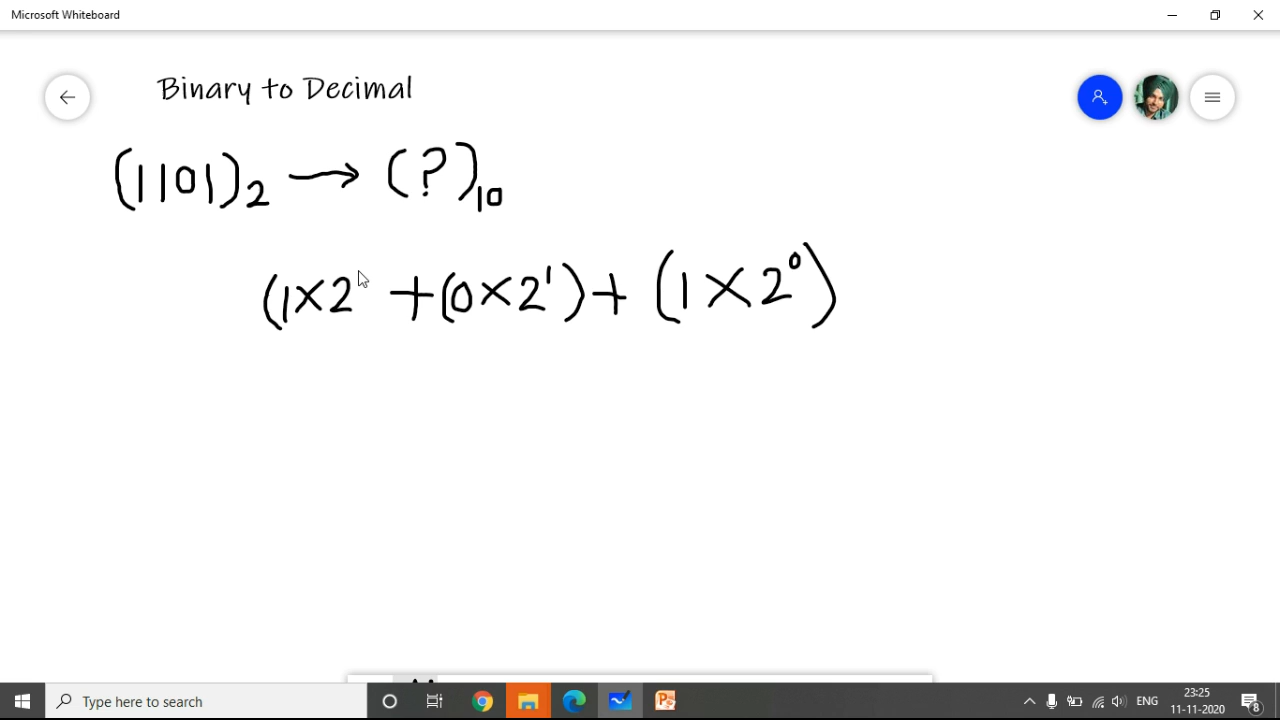 Microsoft Whiteboard
Binary to Decimal
(1101)₂ → (?)₁₀
(1×2 +(0×2¹)+(1×2⁰)
Type here to search
ENG
23:25
11-11-2020
8